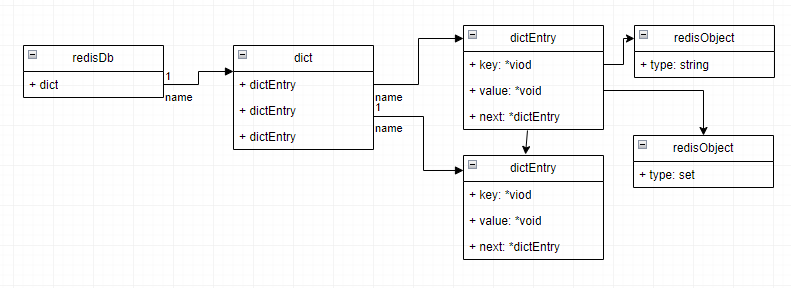 redisDb
+ dict
1
name
dict
+ dictEntry
+ dictEntry
+ dictEntry
name
1
name
dictEntry
+ key: *viod
+ value: *void
+ next: *dictEntry
redisObject
+ type: string
redisObject
+ type: set
dictEntry
+ key: *viod
+ value: *void
+ next: *dictEntry